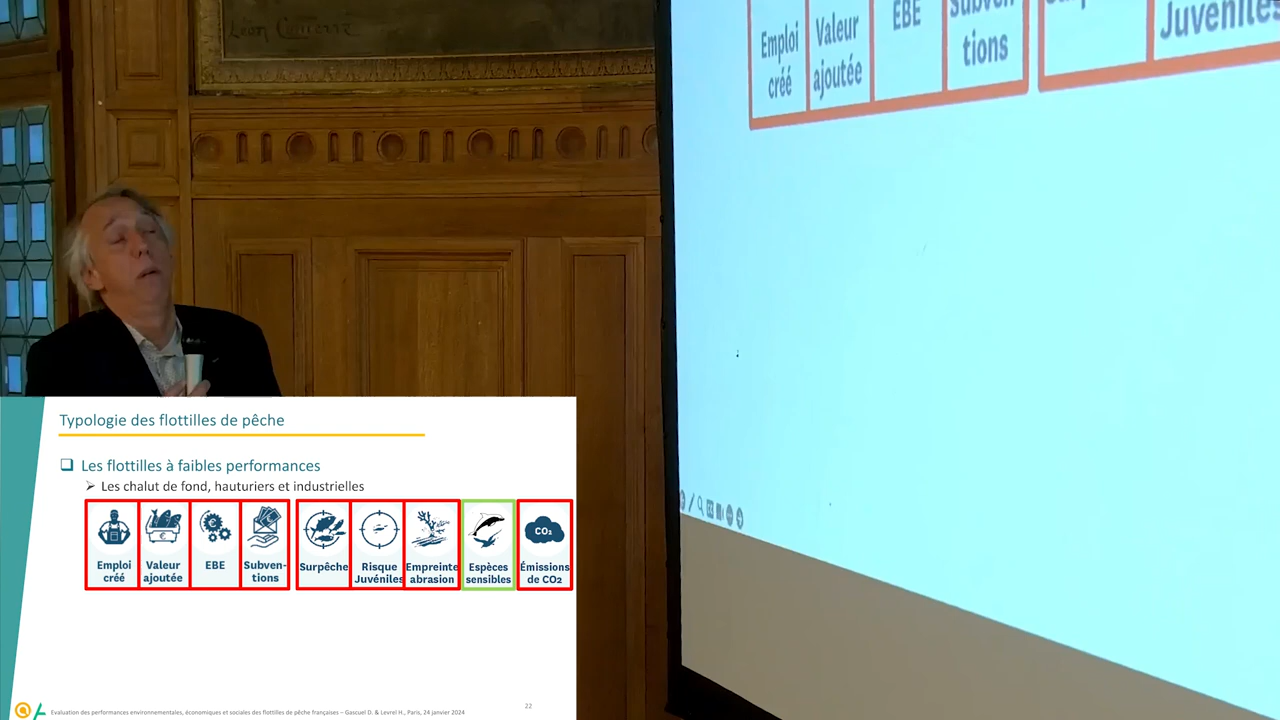 Léon Comerre
Emploi créé
Valeur ajoutée
EBE
Subven-tions
Juvéniles
Typologie des flottilles de pêche
Les flottilles à faibles performances
Les chalut de fond, hauturiers et industrielles
Emploi créé
Valeur ajoutée
EBE
Subven-tions
Surpêche
Risque Juvéniles
Empreinte abrasion
Espèces sensibles
Émissions de CO2
CO₂
Evaluation des performances environnementales, économiques et sociales des flottilles de pêche françaises – Gascuel D. & Levrel H., Paris, 24 janvier 2024
22